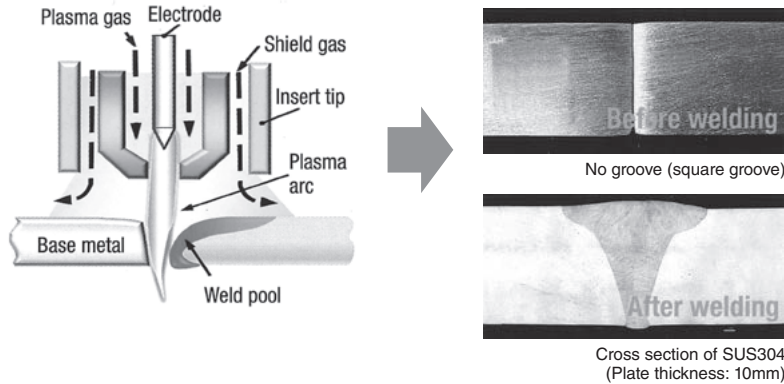 Plasma gas
Electrode
Shield gas
Insert tip
Plasma
arc
Base metal
Weld pool
Before welding
No groove (square groove)
After welding
Cross section of SUS304
(Plate thickness: 10mm)